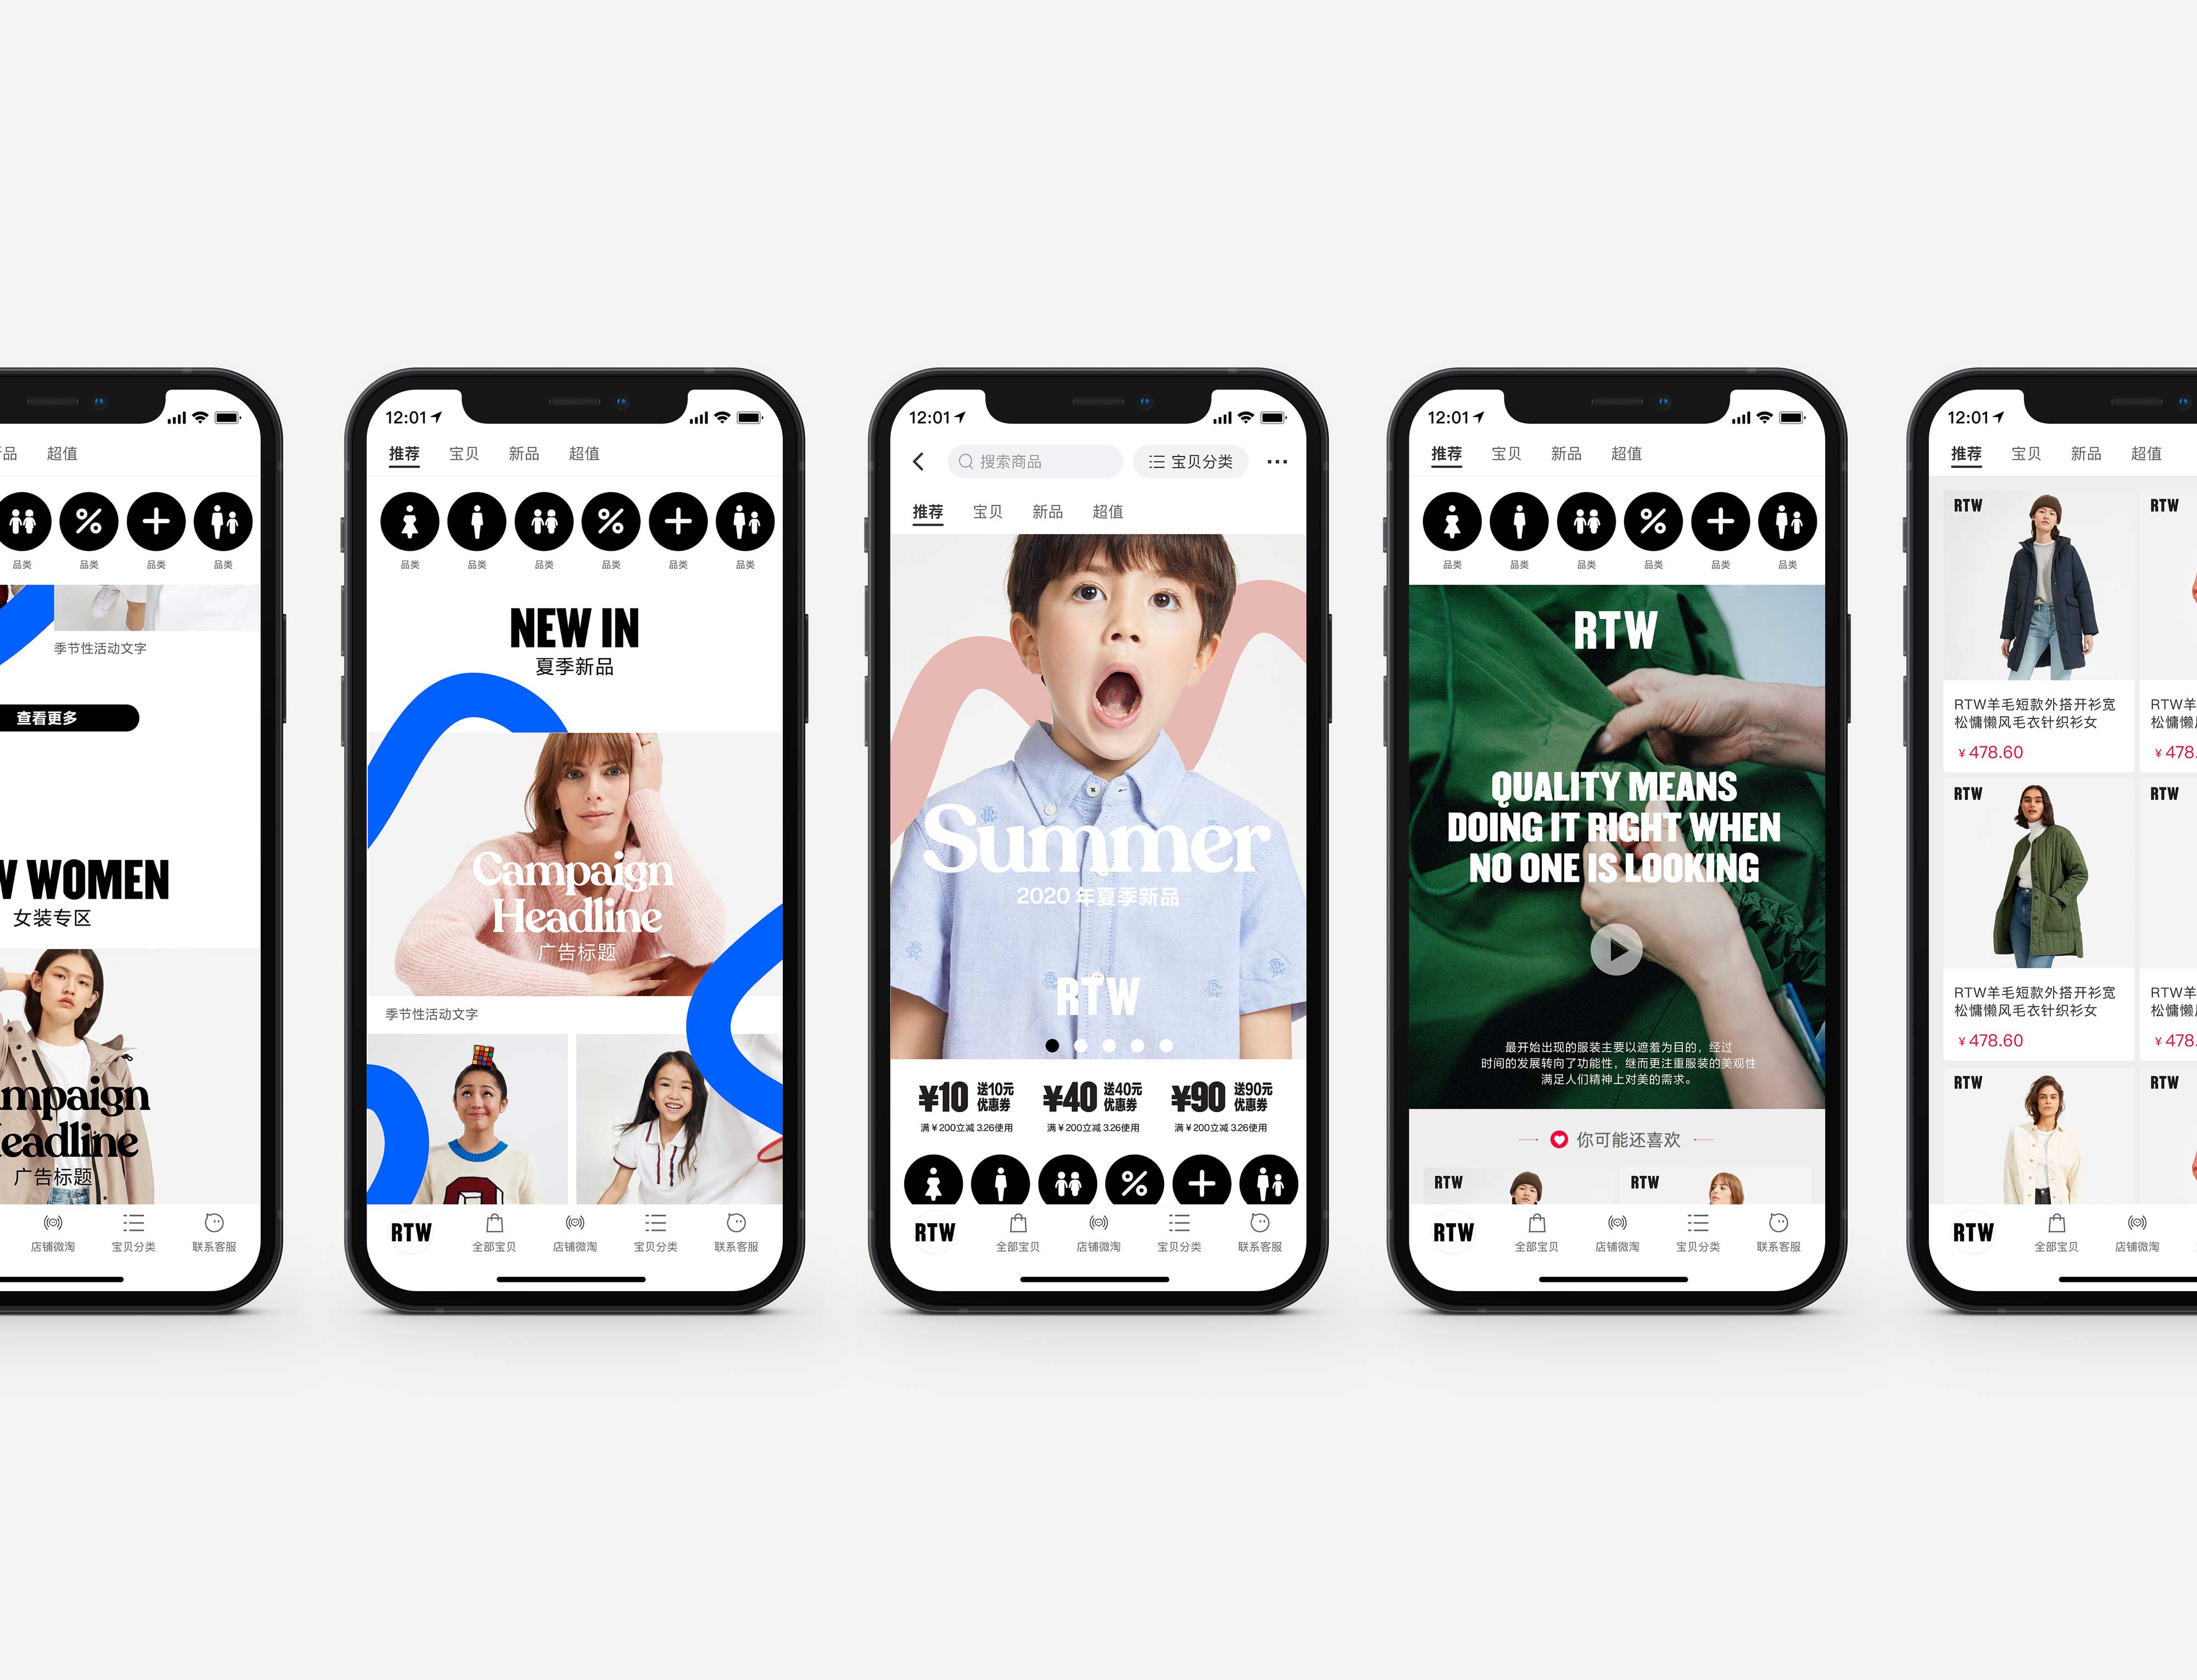 超值
品类
品类
品类
品类
季节性活动文字
查看更多
WOMEN
女装专区
广告标题
店铺微淘
宝贝分类
联系客服
12:01
推荐 宝贝 新品 超值
品类 品类 品类 品类 品类 品类
NEW IN
夏季新品
Campaign
Headline
广告标题
季节性活动文字
RTW
全部宝贝 店铺微淘 宝贝分类 联系客服
12:01
搜索商品 宝贝分类
推荐 宝贝 新品 超值
Summer
2020 年夏季新品
RTW
¥10 送10元优惠券 ¥40 送40元优惠券 ¥90 送90元优惠券
满¥200立减 3.26使用 满¥200立减 3.26使用 满¥200立减 3.26使用
RTW
全部宝贝 店铺微淘 宝贝分类 联系客服
12:01
推荐 宝贝 新品 超值
品类 品类 品类 品类 品类 品类
RTW
QUALITY MEANS
DOING IT RIGHT WHEN
NO ONE IS LOOKING
最开始出现的服装主要以遮羞为目的，经过
时间的发展转向了功能性，继而更注重服装的美观性
满足人们精神上对美的需求。
你可能还喜欢
RTW RTW
RTW
全部宝贝 店铺微淘 宝贝分类 联系客服
12:01
推荐 宝贝 新品 超值
RTW RTW
RTW羊毛短款外搭开衫宽 RTW羊
松慵懒风毛衣针织衫女 松慵懒
¥478.60 ¥478.
RTW RTW
RTW羊毛短款外搭开衫宽 RTW羊
松慵懒风毛衣针织衫女 松慵懒
¥478.60 ¥478.
RTW RTW
RTW
全部宝贝 店铺微淘